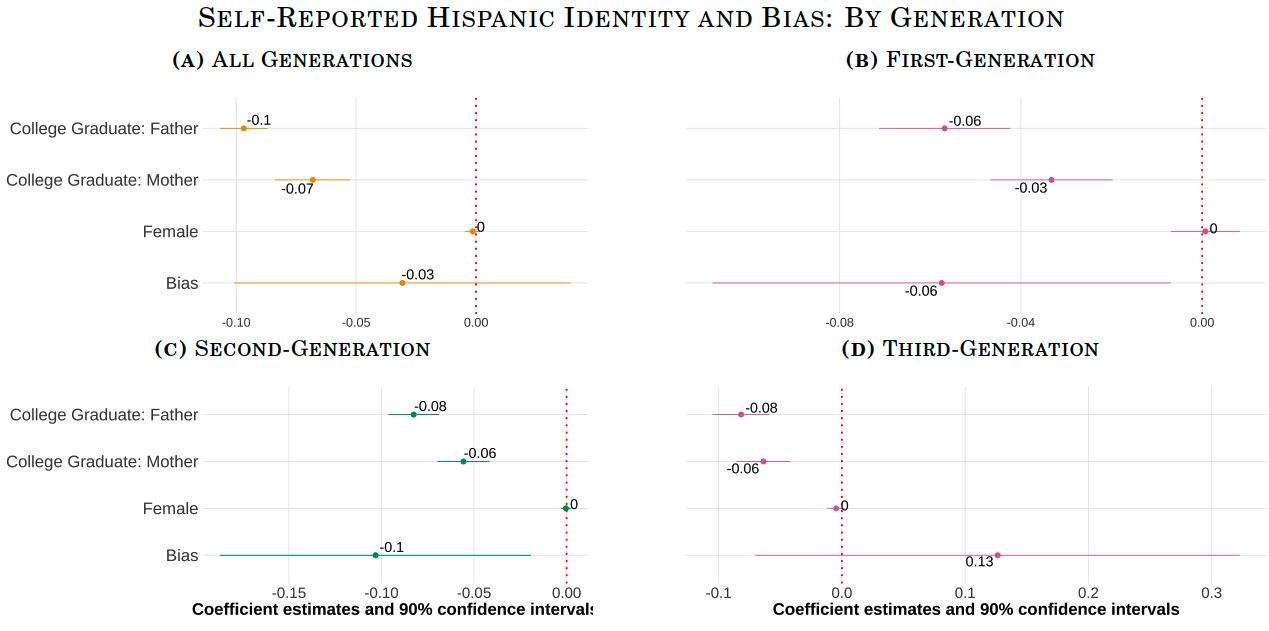 Self-Reported Hispanic Identity and Bias: By Generation
(a) All Generations
College Graduate: Father
College Graduate: Mother
Female
Bias
-0.1
-0.07
0
-0.03
-0.10 -0.05 0.00
(b) First-Generation
-0.06
-0.03
0
-0.06
-0.08 -0.04 0.00
(c) Second-Generation
College Graduate: Father
College Graduate: Mother
Female
Bias
-0.08
-0.06
0
-0.1
-0.15 -0.10 -0.05 0.00
Coefficient estimates and 90% confidence intervals
(d) Third-Generation
-0.08
-0.06
0
0.13
-0.1 0.0 0.1 0.2 0.3
Coefficient estimates and 90% confidence intervals